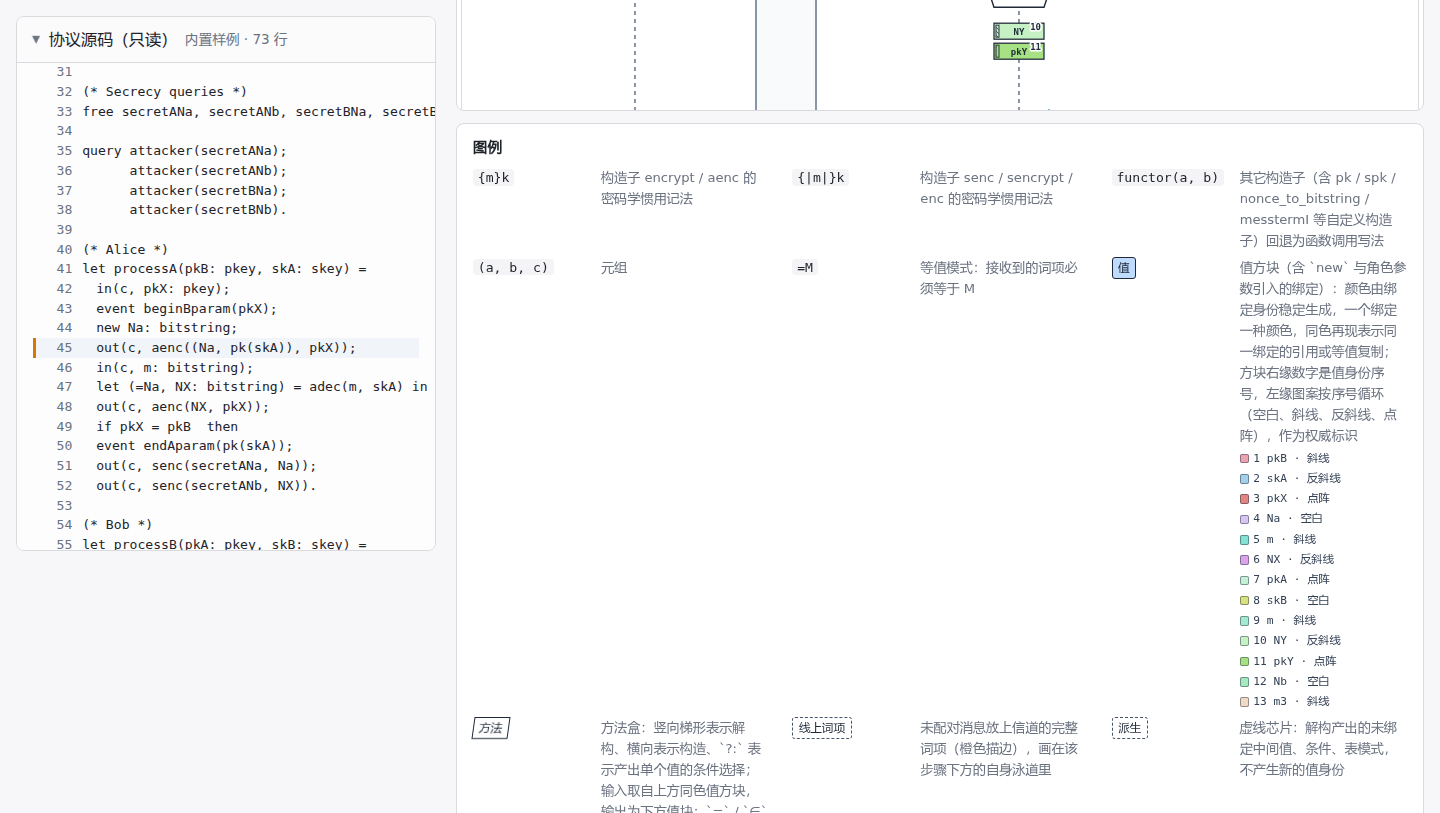 ▼ 协议源码（只读） 内置样例 · 73 行
31
32 (* Secrecy queries *)
33 free secretANa, secretANb, secretBNa, secretB
34
35 query attacker(secretANa);
36       attacker(secretANb);
37       attacker(secretBNa);
38       attacker(secretBNb).
39
40 (* Alice *)
41 let processA(pkB: pkey, skA: skey) =
42   in(c, pkX: pkey);
43   event beginBparam(pkX);
44   new Na: bitstring;
45   out(c, aenc((Na, pk(skA)), pkX));
46   in(c, m: bitstring);
47   let (=Na, NX: bitstring) = adec(m, skA) in
48   out(c, aenc(NX, pkX));
49   if pkX = pkB  then
50   event endAparam(pk(skA));
51   out(c, senc(secretANa, Na));
52   out(c, senc(secretANb, NX)).
53
54 (* Bob *)
55 let processB(pkA: pkey, skB: skey) =
NY 10
pkY 11
图例
{m}k
构造子 encrypt / aenc 的
密码学惯用记法
{|m|}k
构造子 senc / sencrypt /
enc 的密码学惯用记法
functor(a, b)
其它构造子（含 pk / spk /
nonce_to_bitstring /
messtermI 等自定义构造
子）回退为函数调用写法
(a, b, c)
元组
=M
等值模式：接收到的词项必
须等于 M
值
值方块（含 `new` 与角色参
数引入的绑定）：颜色由绑
定身份稳定生成，一个绑定
一种颜色，同色再现表示同
一绑定的引用或等值复制；
方块右缘数字是值身份序
号，左缘图案按序号循环
（空白、斜线、反斜线、点
阵），作为权威标识
1 pkB · 斜线
2 skA · 反斜线
3 pkX · 点阵
4 Na · 空白
5 m · 斜线
6 NX · 反斜线
7 pkA · 点阵
8 skB · 空白
9 m · 斜线
10 NY · 反斜线
11 pkY · 点阵
12 Nb · 空白
13 m3 · 斜线
方法
方法盒：竖向梯形表示解
构、横向表示构造、`?:` 表
示产出单个值的条件选择；
输入取自上方同色值方块，
输出为下方值块；`=` / `∈`
线上词项
未配对消息放上信道的完整
词项（橙色描边），画在该
步骤下方的自身泳道里
派生
虚线芯片：解构产出的未绑
定中间值、条件、表模式，
不产生新的值身份